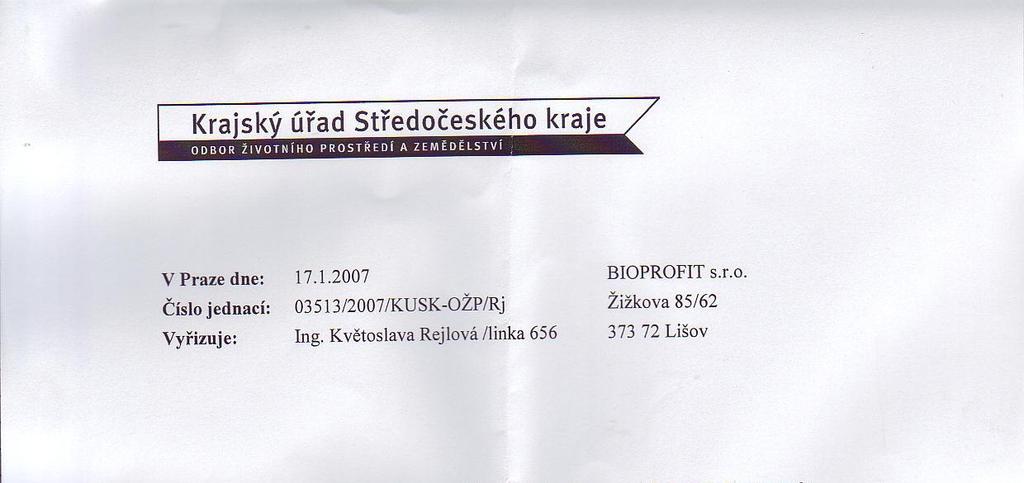 Krajský úřad Středočeského kraje
ODBOR ŽIVOTNÍHO PROSTŘEDÍ A ZEMĚDĚLSTVÍ
V Praze dne: 17.1.2007
Číslo jednací: 03513/2007/KUSK-OŽP/Rj
Vyřizuje: Ing. Květoslava Rejlová /linka 656
BIOPROFIT s.r.o.
Žižkova 85/62
373 72 Lišov